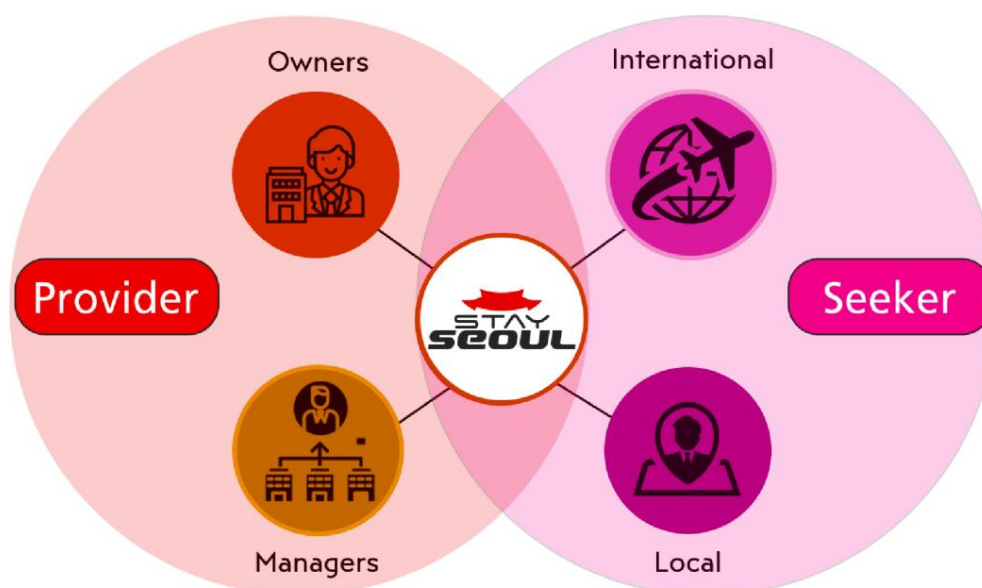 Owners
International
Provider
STAY
SEOUL
Seeker
Managers
Local